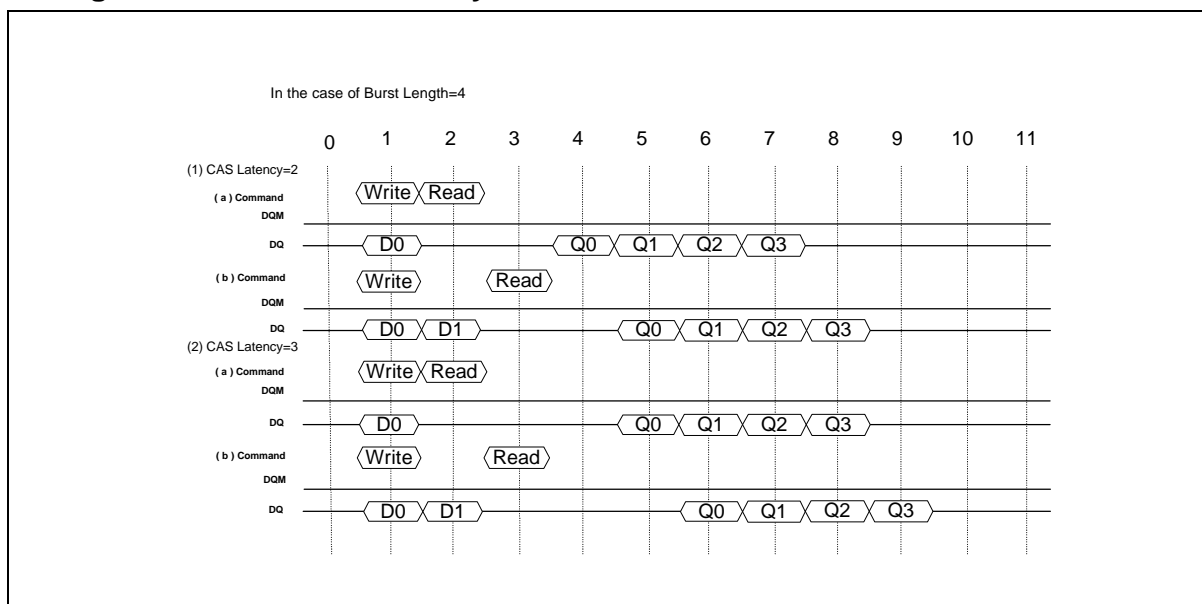 In the case of Burst Length=4
0 1 2 3 4 5 6 7 8 9 10 11
(1) CAS Latency=2
( a ) Command Write Read
DQM
DQ D0 Q0 Q1 Q2 Q3
( b ) Command Write Read
DQM
DQ D0 D1 Q0 Q1 Q2 Q3
(2) CAS Latency=3
( a ) Command Write Read
DQM
DQ D0 Q0 Q1 Q2 Q3
( b ) Command Write Read
DQM
DQ D0 D1 Q0 Q1 Q2 Q3